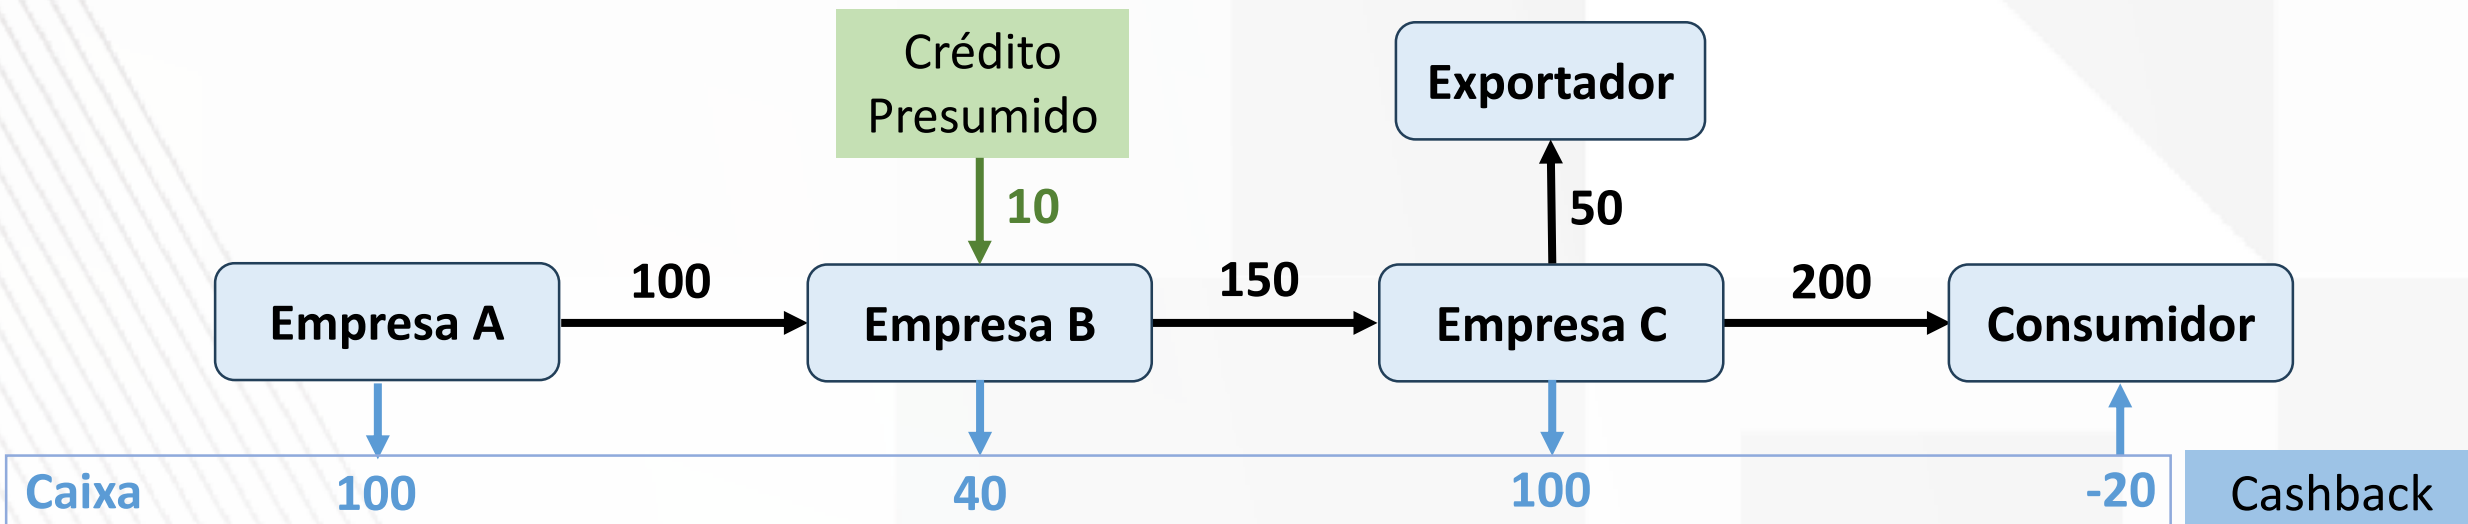 Crédito
Presumido
Exportador
10
50
100
150
200
Empresa A
Empresa B
Empresa C
Consumidor
Caixa
100
40
100
-20
Cashback